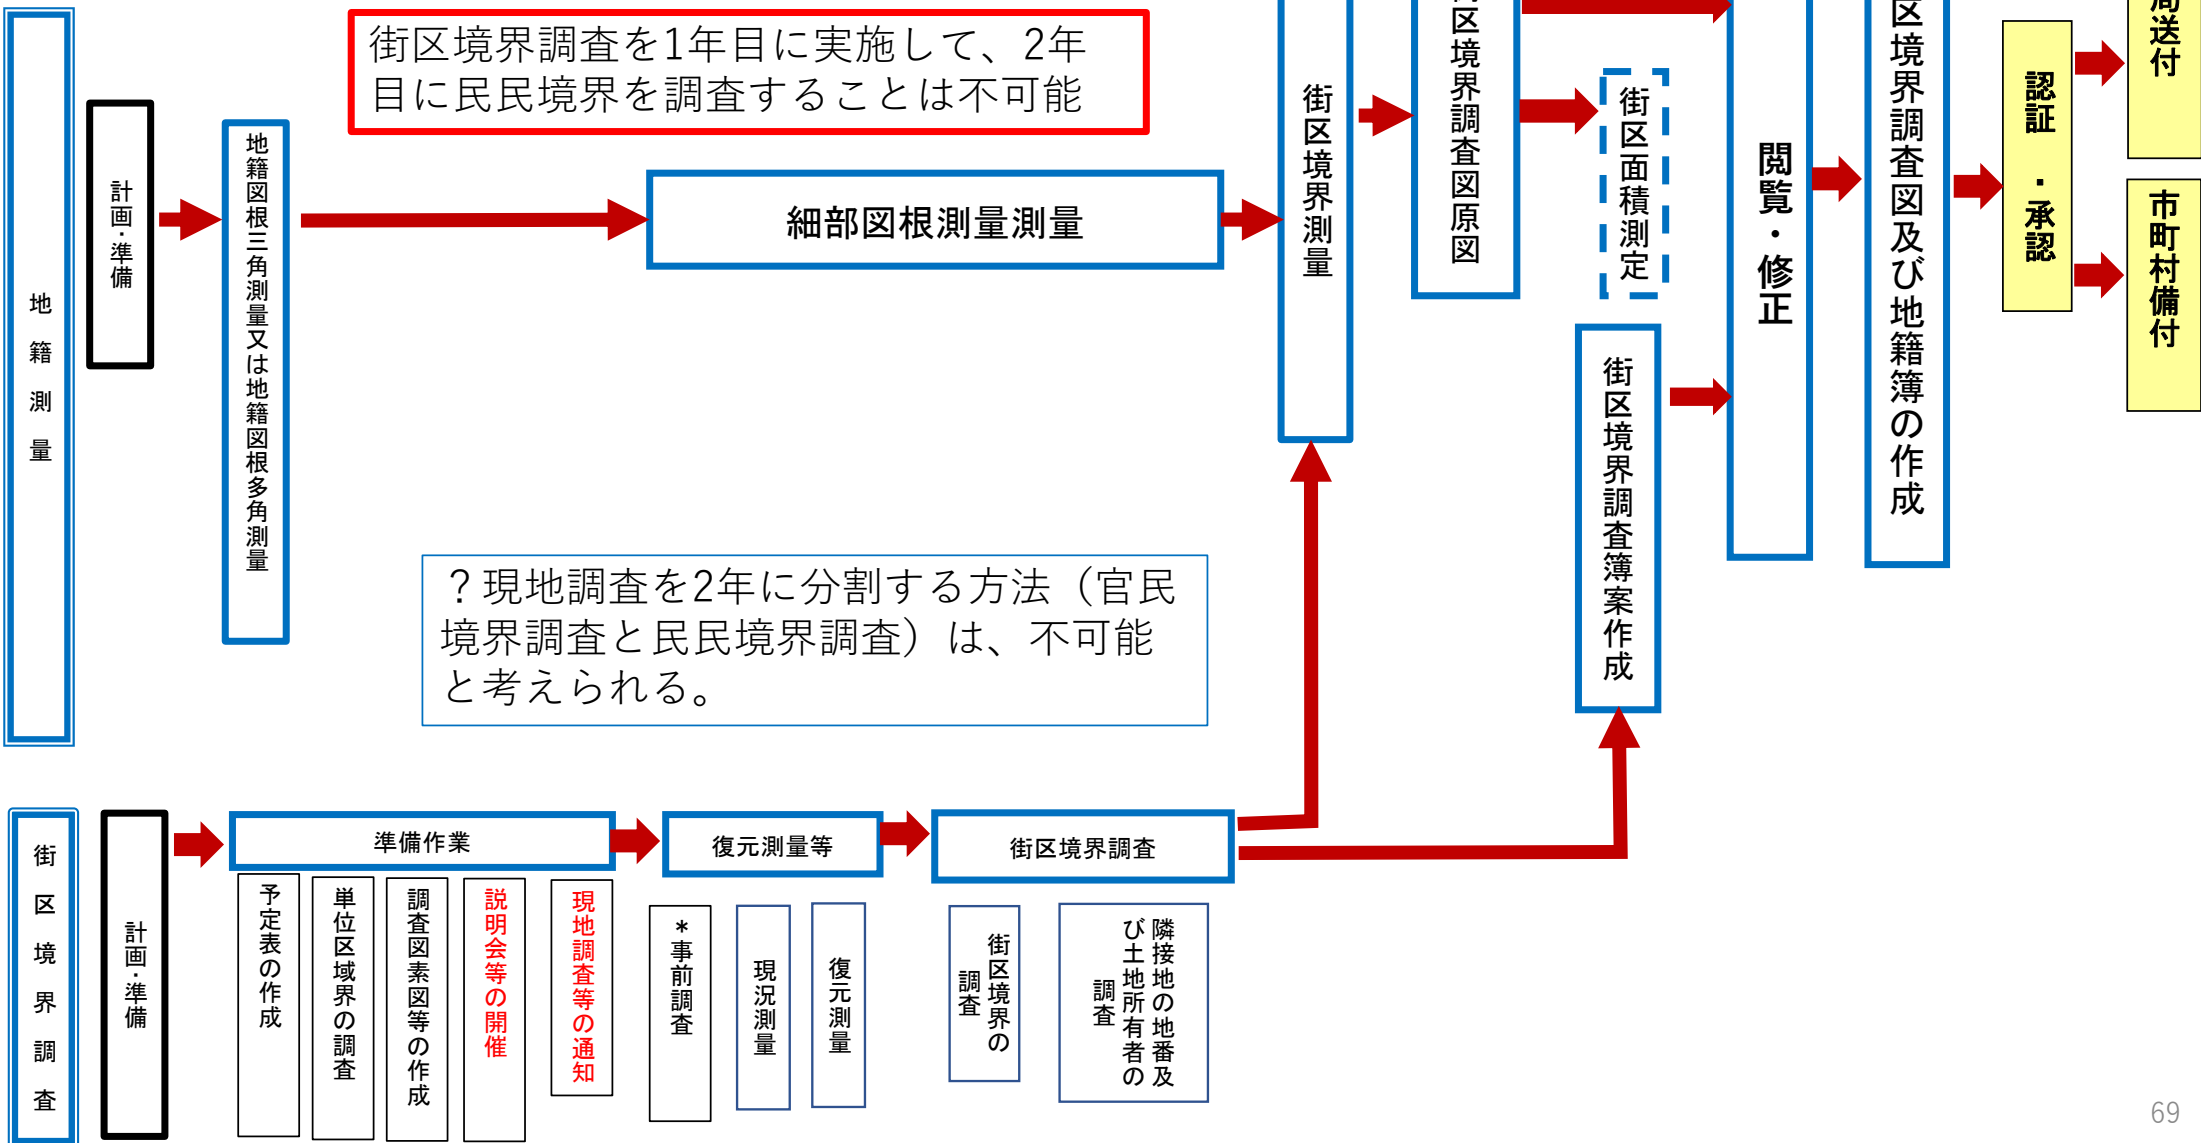 街区境界調査を1年目に実施して、2年
目に民民境界を調査することは不可能
地籍測量
計画・準備
地籍図根三角測量又は地籍図根多角測量
細部図根測量測量
街区境界測量
区境界調査図原図
街区面積測定
街区境界調査簿案作成
閲覧・修正
区境界調査図及び地籍簿の作成
認証・承認
局送付
市町村備付
？現地調査を2年に分割する方法（官民
境界調査と民民境界調査）は、不可能
と考えられる。
街区境界調査
計画・準備
準備作業
予定表の作成
単位区域界の調査
調査図素図等の作成
説明会等の開催
現地調査等の通知
復元測量等
*事前調査
現況測量
復元測量
街区境界調査
街区境界の
調査
隣接地の地番及
び土地所有者の
調査
69